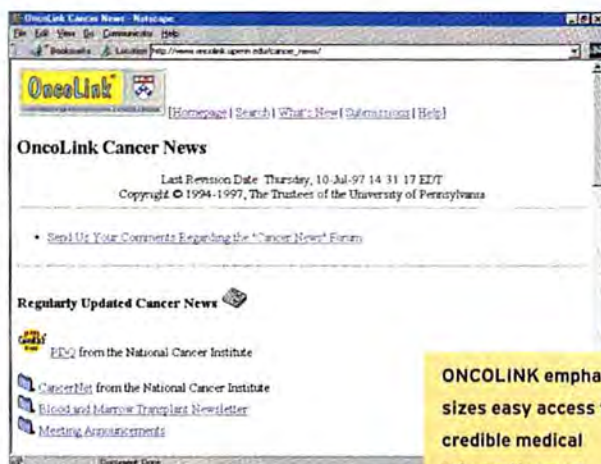 OncoLink Cancer News - Netscape
File Edit View Go Communicator Help
Bookmarks Location http://www.oncolink.upenn.edu/cancer_news/
OncoLink
[Homepage | Search | What's New | Submissions | Help]
OncoLink Cancer News
Last Revision Date Thursday, 10-Jul-97 14 31 17 EDT
Copyright © 1994-1997, The Trustees of the University of Pennsylvania
• Send Us Your Comments Regarding the "Cancer News" Forum
Regularly Updated Cancer News
PDQ from the National Cancer Institute
CancerNet from the National Cancer Institute
Blood and Marrow Transplant Newsletter
Meeting Announcements
Document Done
ONCOLINK empha
sizes easy access
credible medical